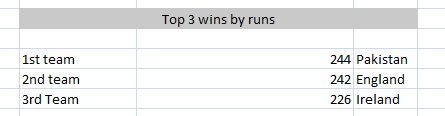 Top 3 wins by runs
1st team 244 Pakistan
2nd team 242 England
3rd Team 226 Ireland